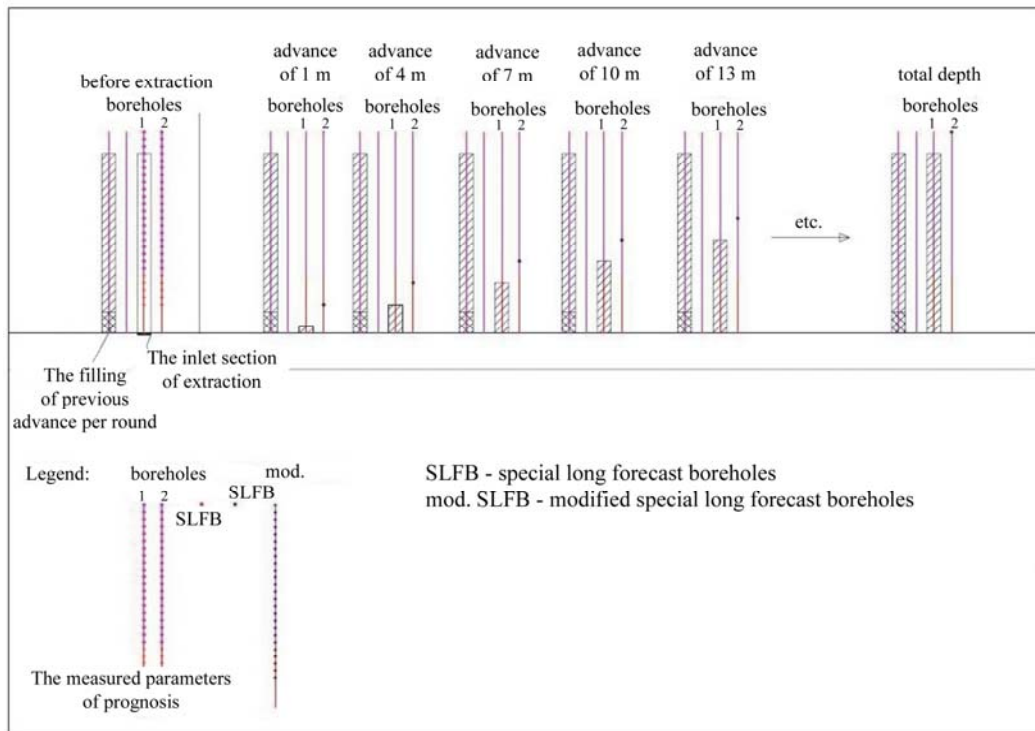 before extraction
boreholes
1 2
advance
of 1 m
boreholes
1 2
advance
of 4 m
boreholes
1 2
advance
of 7 m
boreholes
1 2
advance
of 10 m
boreholes
1 2
advance
of 13 m
boreholes
1 2
etc.
total depth
boreholes
1 2
The filling
of previous
advance per round
The inlet section
of extraction
Legend:
boreholes
1 2
SLFB
mod.
SLFB
The measured parameters
of prognosis
SLFB - special long forecast boreholes
mod. SLFB - modified special long forecast boreholes